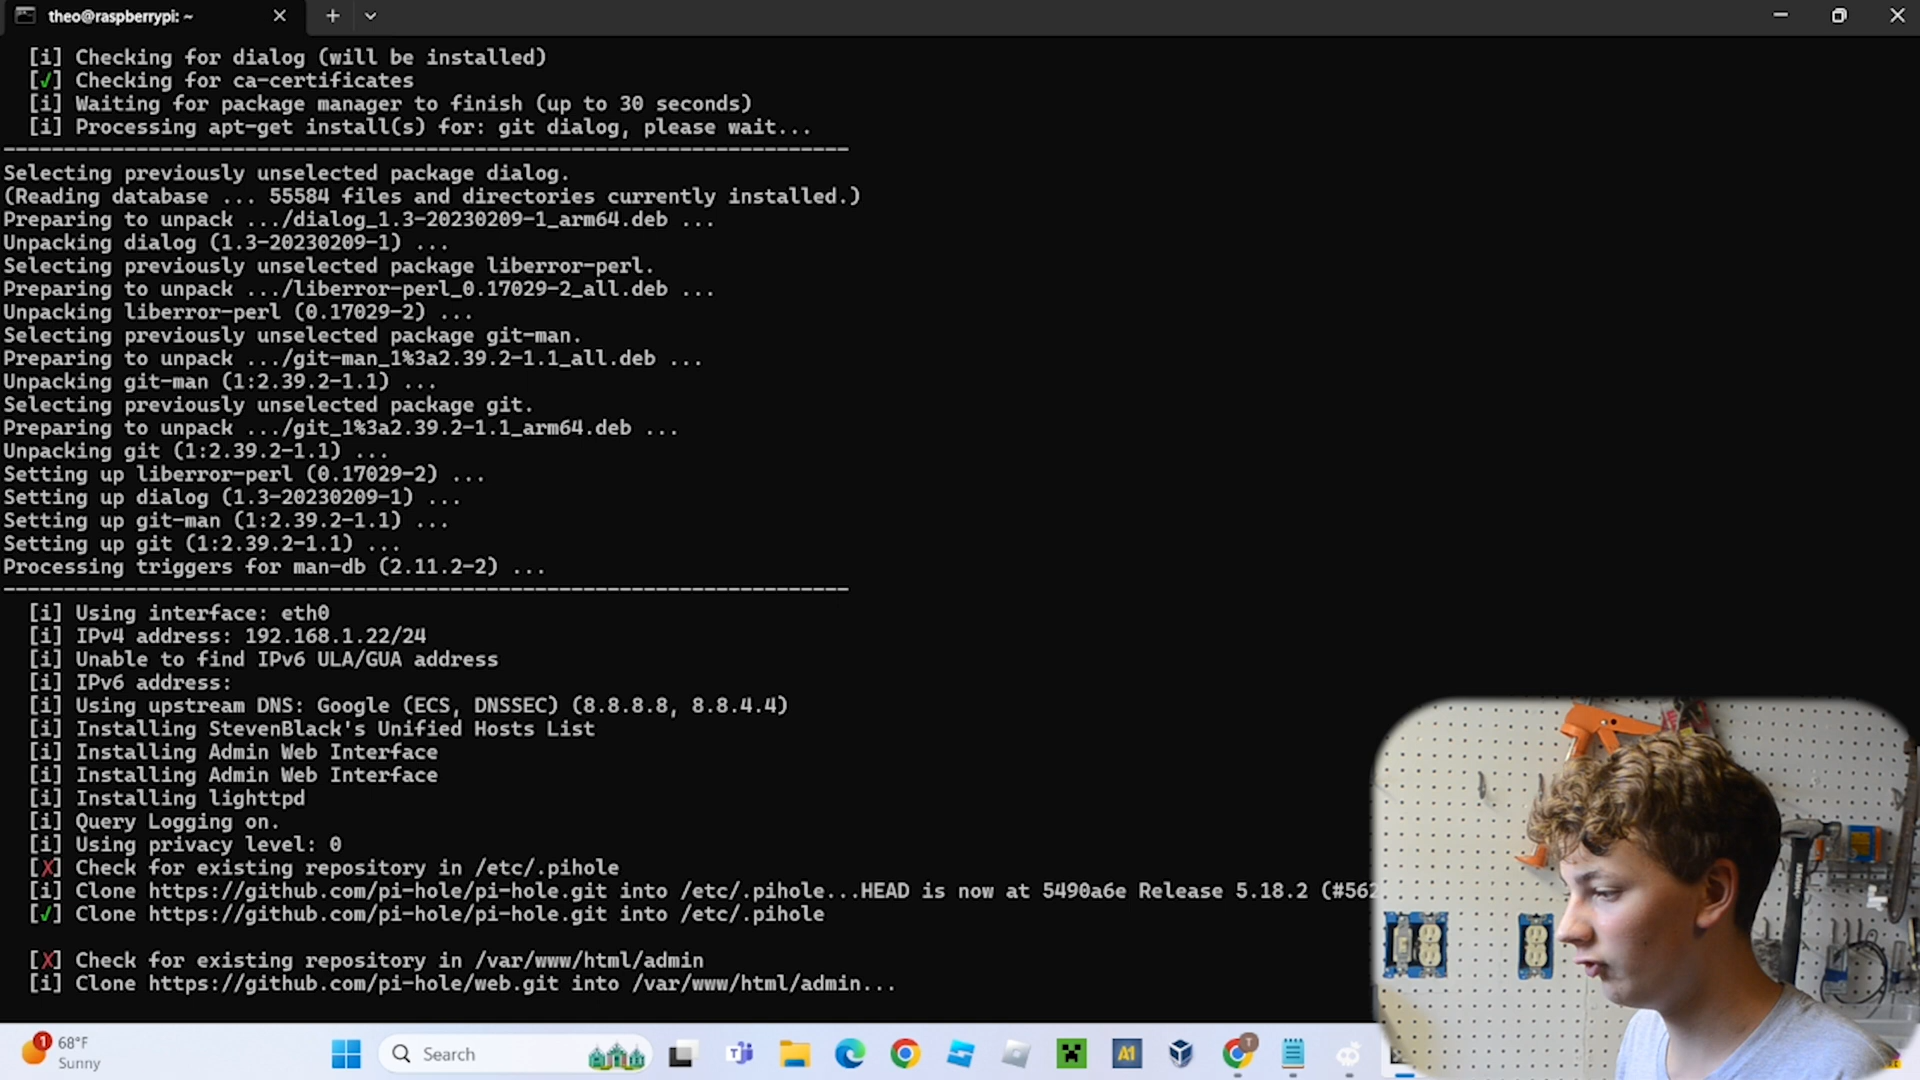 theo@raspberrypi: ~
[i] Checking for dialog (will be installed)
[✓] Checking for ca-certificates
[i] Waiting for package manager to finish (up to 30 seconds)
[i] Processing apt-get install(s) for: git dialog, please wait...
Selecting previously unselected package dialog.
(Reading database ... 55584 files and directories currently installed.)
Preparing to unpack .../dialog_1.3-20230209-1_arm64.deb ...
Unpacking dialog (1.3-20230209-1) ...
Selecting previously unselected package liberror-perl.
Preparing to unpack .../liberror-perl_0.17029-2_all.deb ...
Unpacking liberror-perl (0.17029-2) ...
Selecting previously unselected package git-man.
Preparing to unpack .../git-man_1%3a2.39.2-1.1_all.deb ...
Unpacking git-man (1:2.39.2-1.1) ...
Selecting previously unselected package git.
Preparing to unpack .../git_1%3a2.39.2-1.1_arm64.deb ...
Unpacking git (1:2.39.2-1.1) ...
Setting up liberror-perl (0.17029-2) ...
Setting up dialog (1.3-20230209-1) ...
Setting up git-man (1:2.39.2-1.1) ...
Setting up git (1:2.39.2-1.1) ...
Processing triggers for man-db (2.11.2-2) ...
[i] Using interface: eth0
[i] IPv4 address: 192.168.1.22/24
[i] Unable to find IPv6 ULA/GUA address
[i] IPv6 address:
[i] Using upstream DNS: Google (ECS, DNSSEC) (8.8.8.8, 8.8.4.4)
[i] Installing StevenBlack's Unified Hosts List
[i] Installing Admin Web Interface
[i] Installing Admin Web Interface
[i] Installing lighttpd
[i] Query Logging on.
[i] Using privacy level: 0
[✗] Check for existing repository in /etc/.pihole
[i] Clone https://github.com/pi-hole/pi-hole.git into /etc/.pihole...HEAD is now at 5490a6e Release 5.18.2 (#562
[✓] Clone https://github.com/pi-hole/pi-hole.git into /etc/.pihole
[✗] Check for existing repository in /var/www/html/admin
[i] Clone https://github.com/pi-hole/web.git into /var/www/html/admin...
1
68°F
Sunny
Search
A1
T